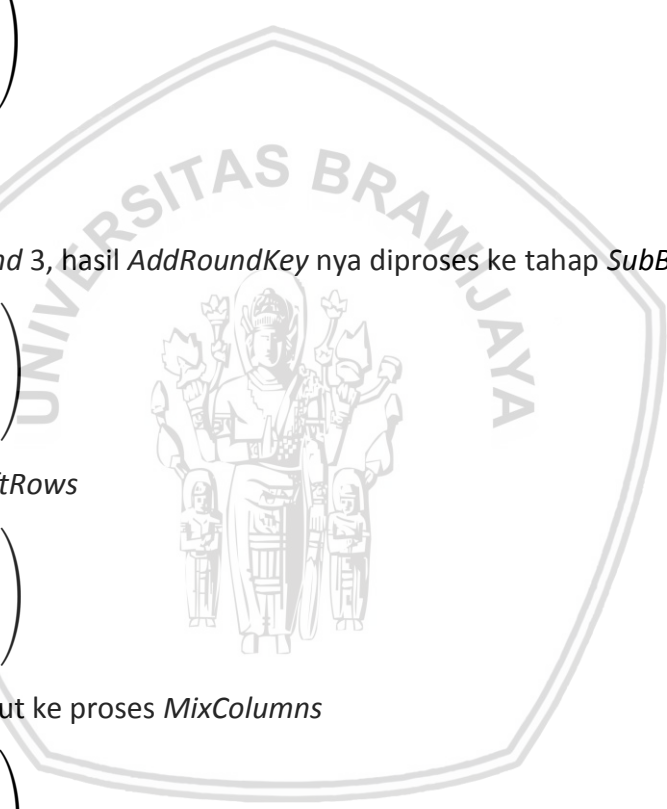 UNIVERSITAS BRAWIJAYA
nd 3, hasil AddRoundKey nya diproses ke tahap SubB
tRows
ut ke proses MixColumns